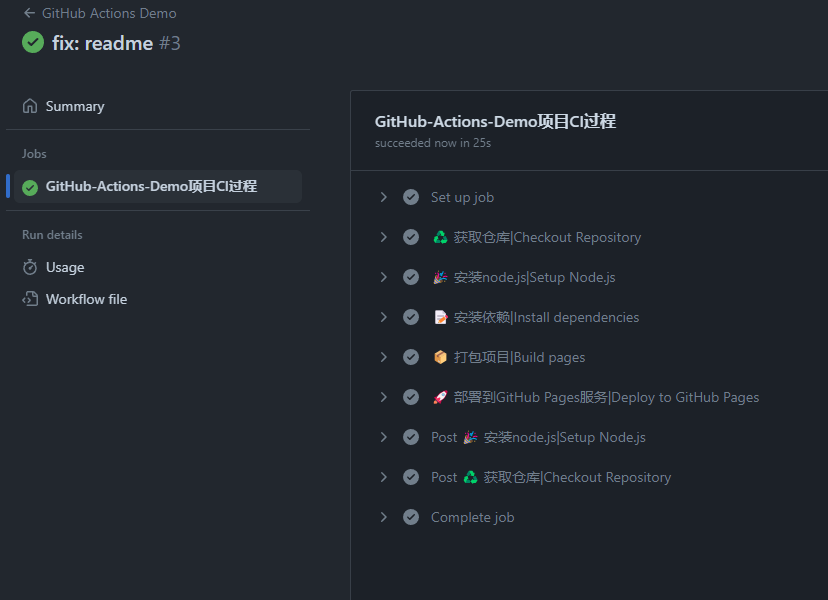 GitHub Actions Demo
fix: readme #3
Summary
Jobs
GitHub-Actions-Demo项目CI过程
Run details
Usage
Workflow file
GitHub-Actions-Demo项目CI过程
succeeded now in 25s
Set up job
♻️ 获取仓库|Checkout Repository
🎉 安装node.js|Setup Node.js
📝 安装依赖|Install dependencies
📦 打包项目|Build pages
🚀 部署到GitHub Pages服务|Deploy to GitHub Pages
Post 🎉 安装node.js|Setup Node.js
Post ♻️ 获取仓库|Checkout Repository
Complete job